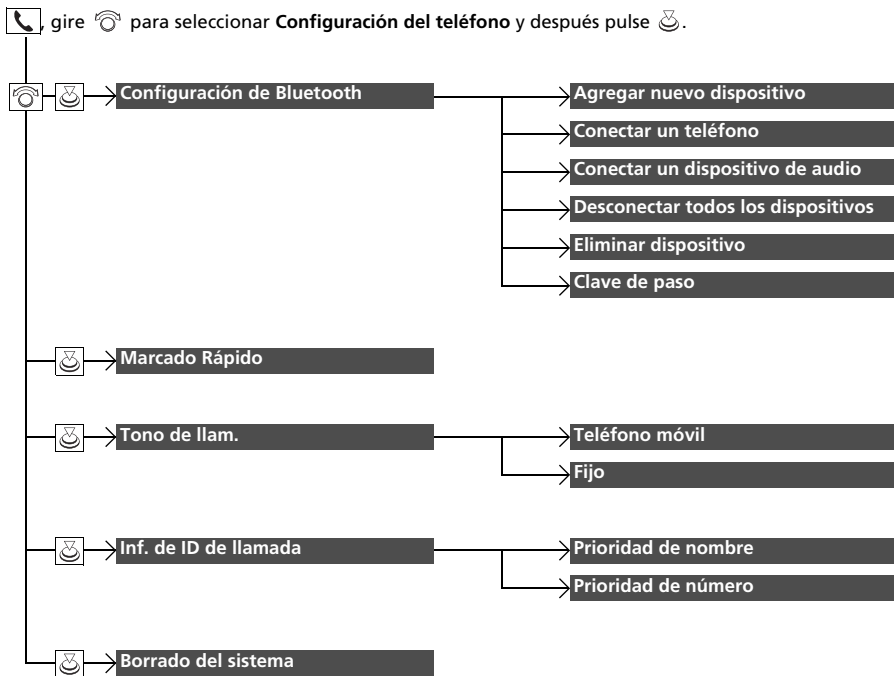 , gire para seleccionar Configuración del teléfono y después pulse .
Configuración de Bluetooth
Agregar nuevo dispositivo
Conectar un teléfono
Conectar un dispositivo de audio
Desconectar todos los dispositivos
Eliminar dispositivo
Clave de paso
Marcado Rápido
Tono de llam.
Teléfono móvil
Fijo
Inf. de ID de llamada
Prioridad de nombre
Prioridad de número
Borrado del sistema